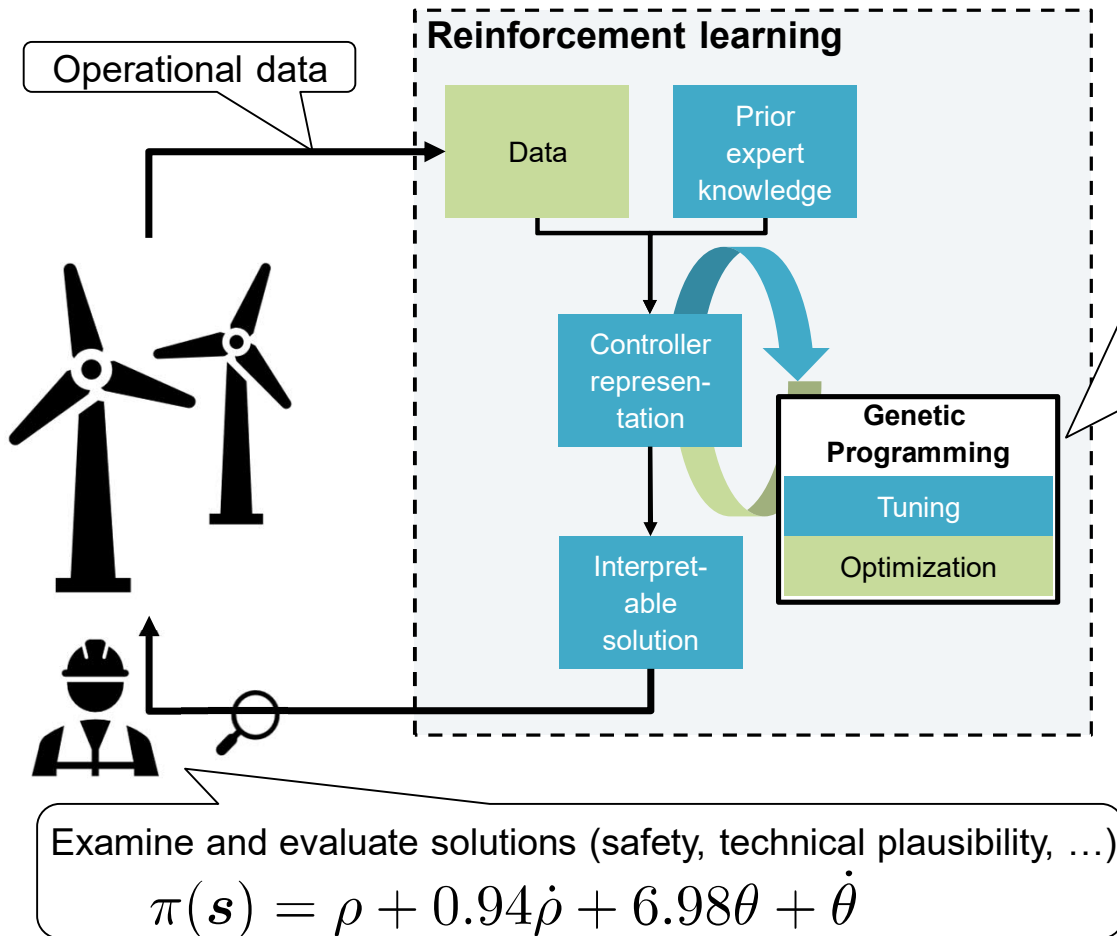 Reinforcement learning
Operational data
Data
Prior
expert
knowledge
Controller
represen-
tation
Genetic
Programming
Tuning
Optimization
Interpret-
able
solution
Examine and evaluate solutions (safety, technical plausibility, …)
π(s) = ρ + 0.94ρ̇ + 6.98θ + θ̇